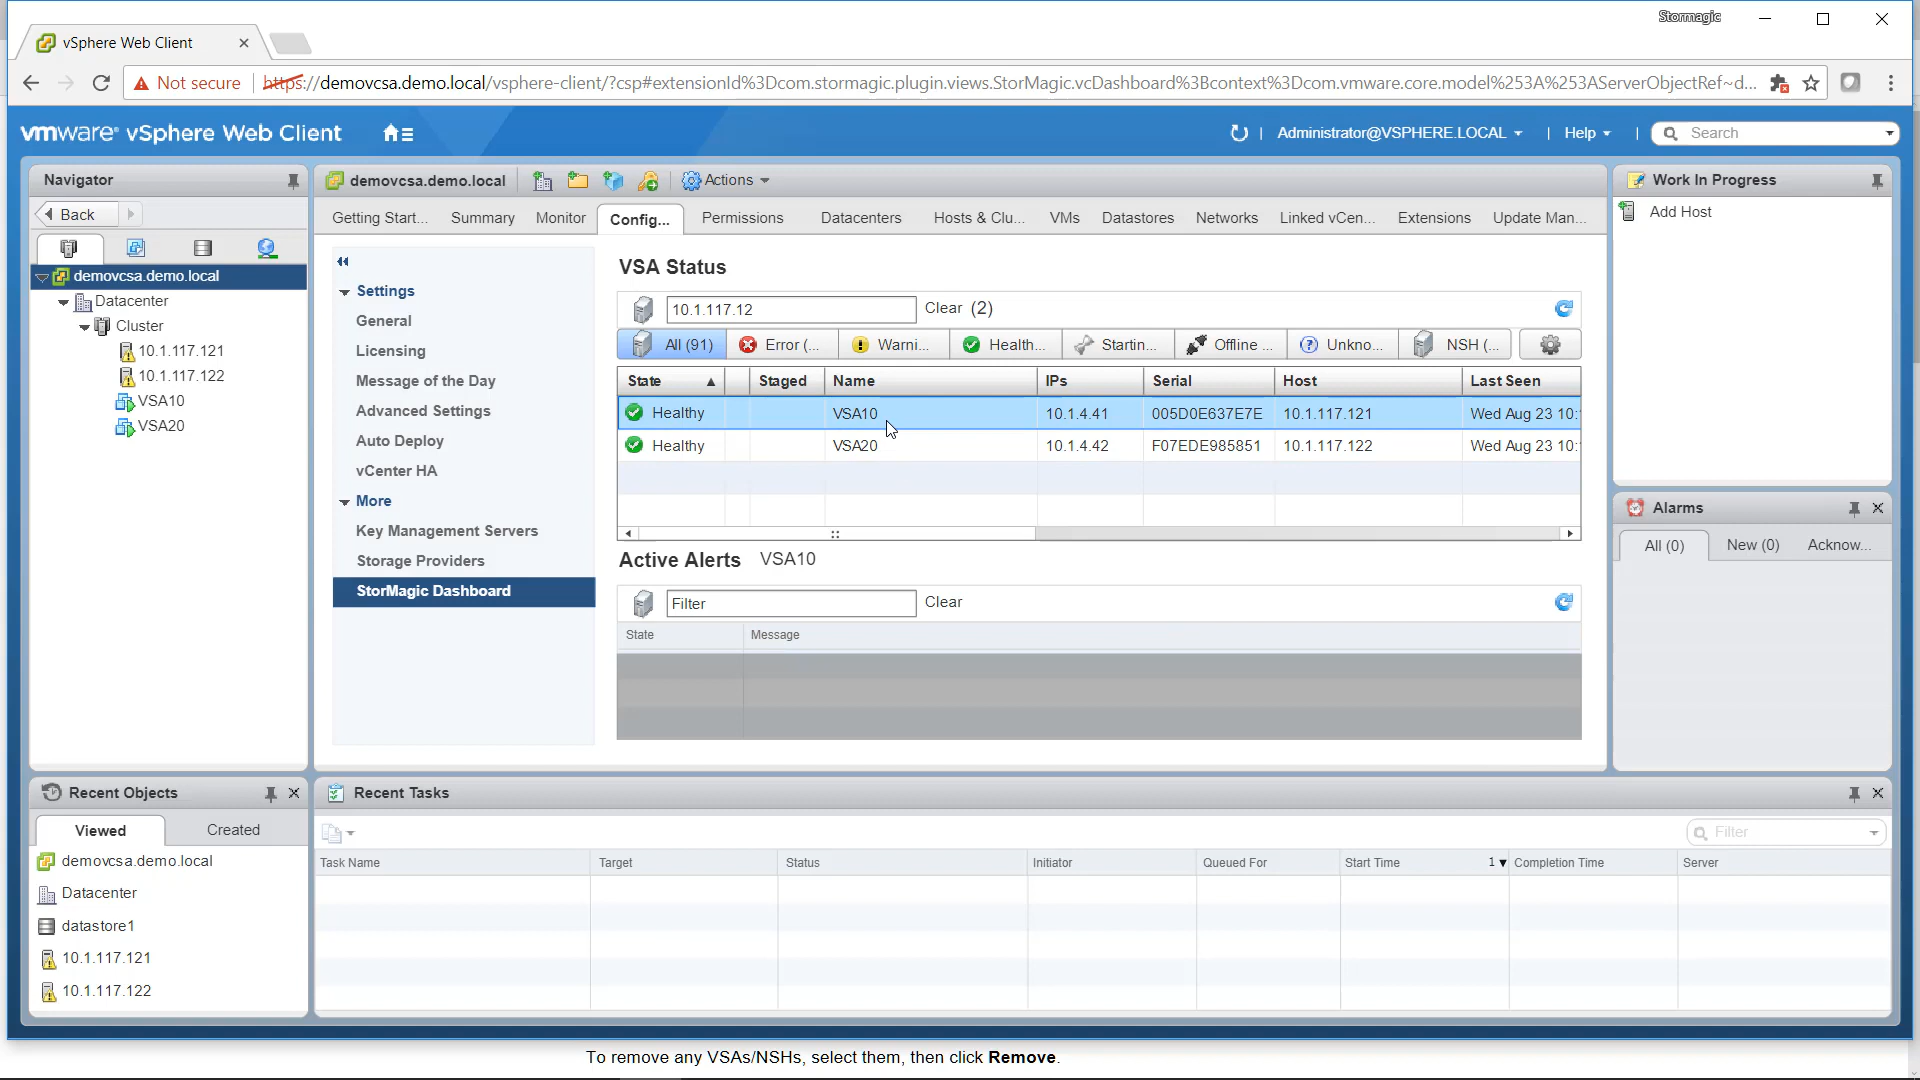 Stormagic
vSphere Web Client
Not secure https://demovcsa.demo.local/vsphere-client/?csp#extensionId%3Dcom.stormagic.plugin.views.StorMagic.vcDashboard%3Bcontext%3Dcom.vmware.core.model%253A%253AServerObjectRef~d...
vmware® vSphere Web Client
Administrator@VSPHERE.LOCAL | Help | Search
Navigator
Back
demovcsa.demo.local
Datacenter
Cluster
10.1.117.121
10.1.117.122
VSA10
VSA20
demovcsa.demo.local Actions
Getting Start... Summary Monitor Config... Permissions Datacenters Hosts & Clu... VMs Datastores Networks Linked vCen... Extensions Update Man...
Settings
General
Licensing
Message of the Day
Advanced Settings
Auto Deploy
vCenter HA
More
Key Management Servers
Storage Providers
StorMagic Dashboard
VSA Status
10.1.117.12 Clear (2)
All (91) Error (... Warni... Health... Startin... Offline ... Unkno... NSH (...
State Staged Name IPs Serial Host Last Seen
Healthy VSA10 10.1.4.41 005D0E637E7E 10.1.117.121 Wed Aug 23 10:
Healthy VSA20 10.1.4.42 F07EDE985851 10.1.117.122 Wed Aug 23 10:
Active Alerts VSA10
Filter Clear
State Message
Work In Progress
Add Host
Alarms
All (0) New (0) Acknow...
Recent Objects
Viewed Created
demovcsa.demo.local
Datacenter
datastore1
10.1.117.121
10.1.117.122
Recent Tasks
Filter
Task Name Target Status Initiator Queued For Start Time 1 Completion Time Server
To remove any VSAs/NSHs, select them, then click Remove.